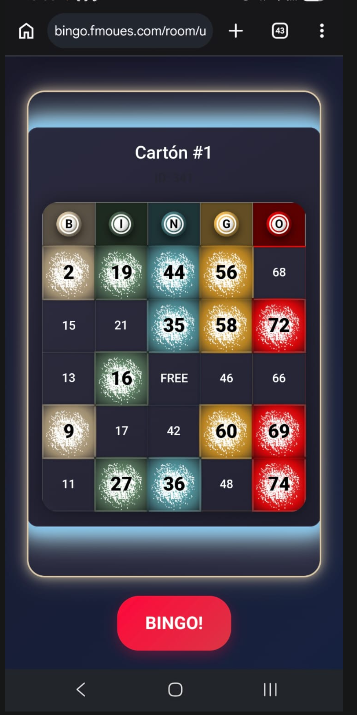 bingo.fmoues.com/room/u
43
Cartón #1
B I N G O
2 19 44 56 68
15 21 35 58 72
13 16 FREE 46 66
9 17 42 60 69
11 27 36 48 74
BINGO!